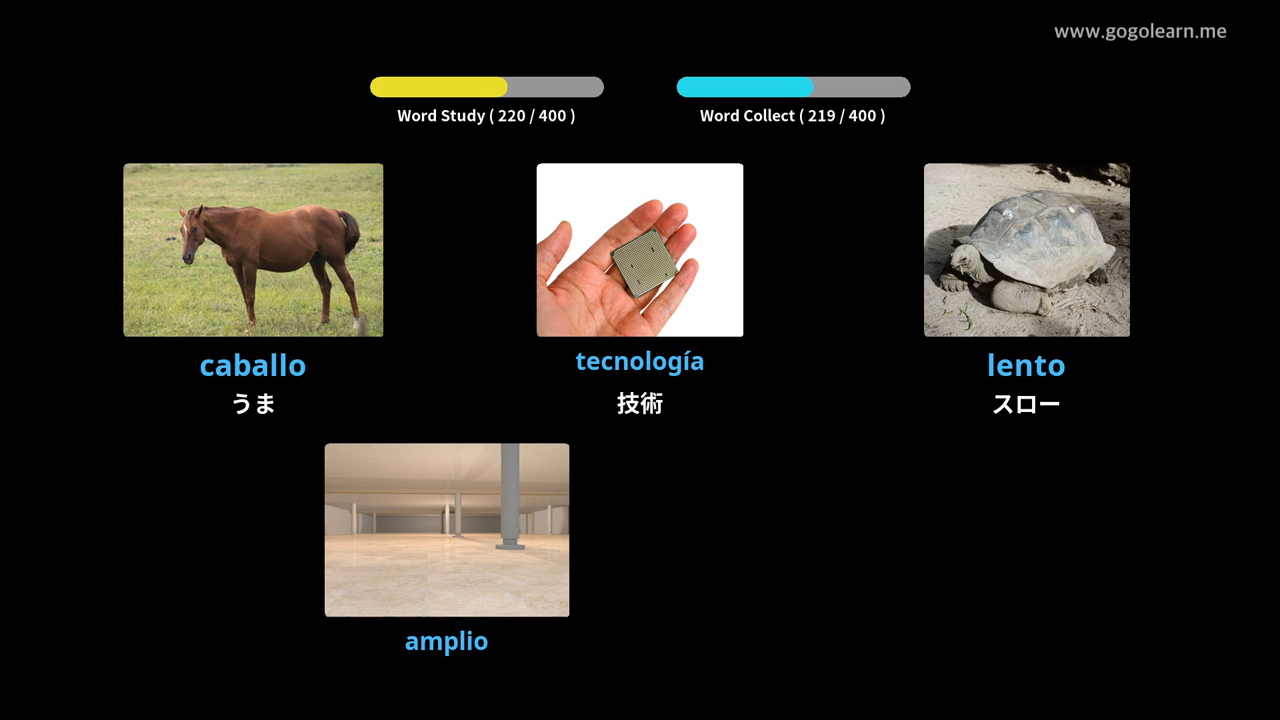 www.gogolearn.me
Word Study ( 220 / 400 )
Word Collect ( 219 / 400 )
caballo
うま
tecnología
技術
lento
スロー
amplio